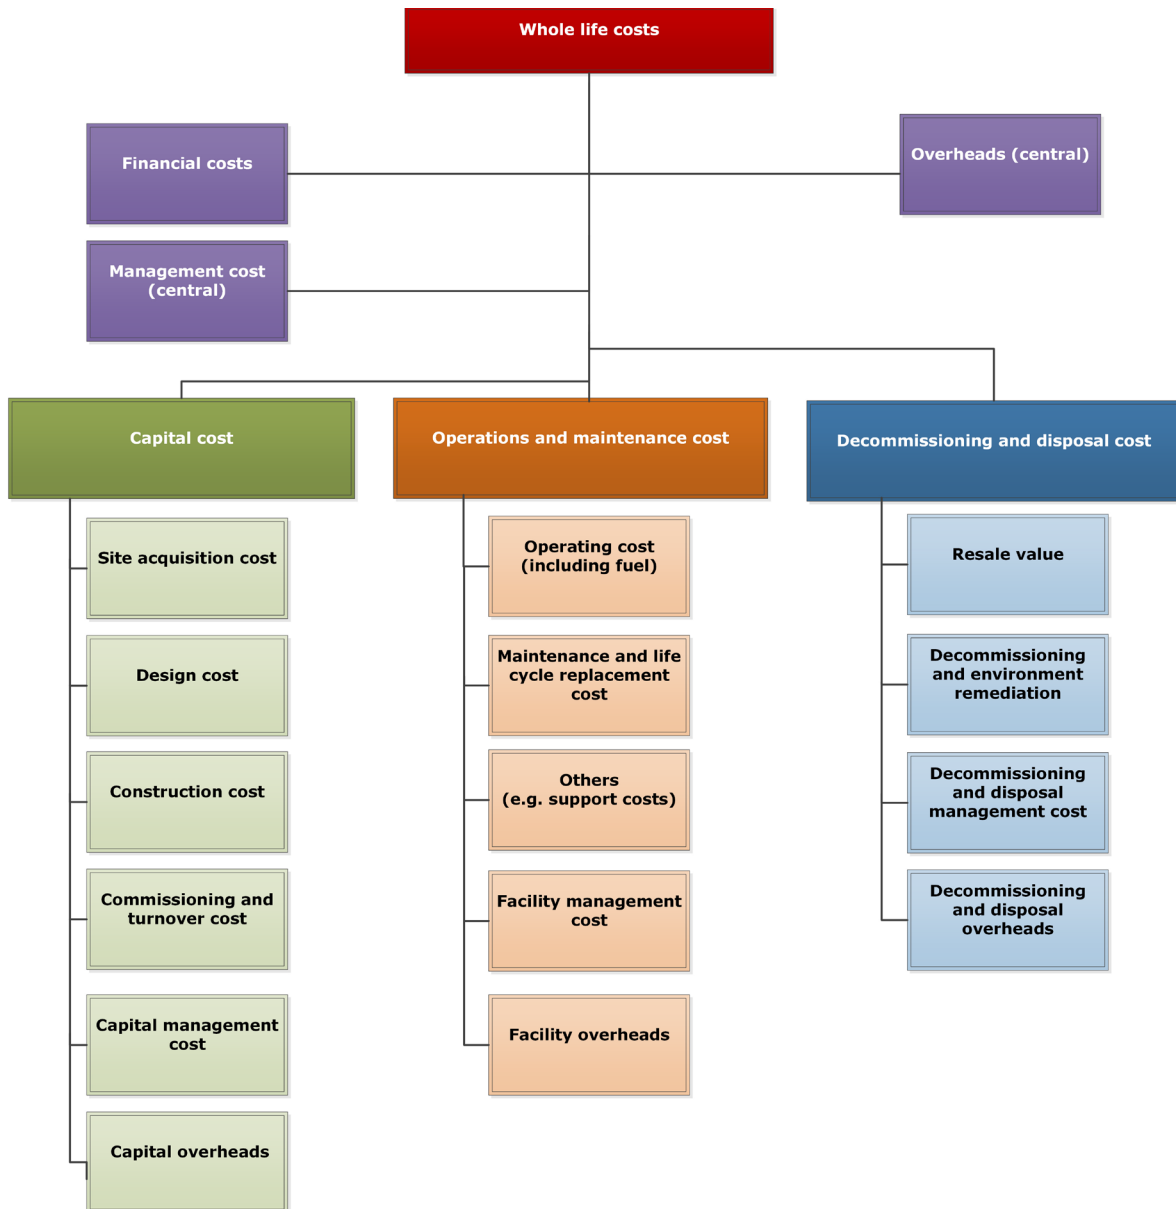 Whole life costs
Financial costs
Overheads (central)
Management cost
(central)
Capital cost
Operations and maintenance cost
Decommissioning and disposal cost
Site acquisition cost
Design cost
Construction cost
Commissioning and
turnover cost
Capital management
cost
Capital overheads
Operating cost
(including fuel)
Maintenance and life
cycle replacement
cost
Others
(e.g. support costs)
Facility management
cost
Facility overheads
Resale value
Decommissioning
and environment
remediation
Decommissioning
and disposal
management cost
Decommissioning
and disposal
overheads